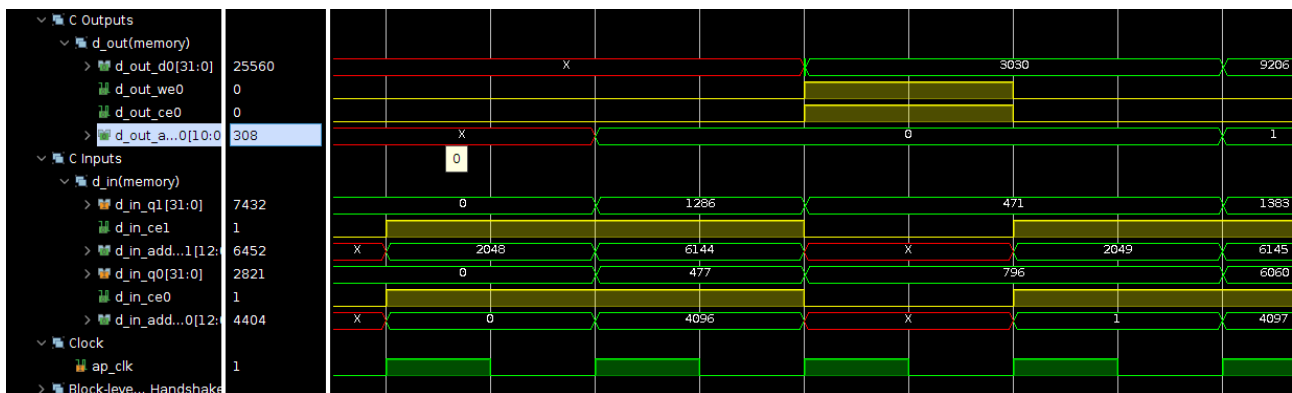 C Outputs
d_out(memory)
d_out_d0[31:0] 25560 X 3030 9206
d_out_we0 0
d_out_ce0 0
d_out_a...0[10:0 308 X 0 1
C Inputs 0
d_in(memory)
d_in_q1[31:0] 7432 0 1286 471 1383
d_in_ce1 1
d_in_add...1[12:0 6452 X 2048 6144 X 2049 6145
d_in_q0[31:0] 2821 0 477 796 6060
d_in_ce0 1
d_in_add...0[12:0 4404 X 0 4096 X 1 4097
Clock
ap_clk 1
Block-leve... Handshake